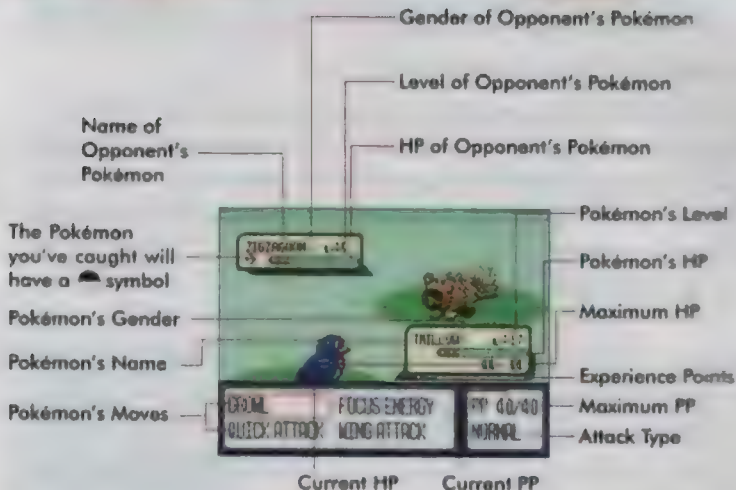 Gender of Opponent's Pokémon
Level of Opponent's Pokémon
Name of
Opponent's
Pokémon
HP of Opponent's Pokémon
The Pokémon
you've caught will
have a symbol
Pokémon's Level
Pokémon's HP
Maximum HP
Pokémon's Gender
Pokémon's Name
Pokémon's Moves
Experience Points
Maximum PP
Attack Type
ZIGZAGOON
TAILLOW
GROWL FOCUS ENERGY
QUICK ATTACK WING ATTACK
PP 40/40
NORMAL
Current HP
Current PP